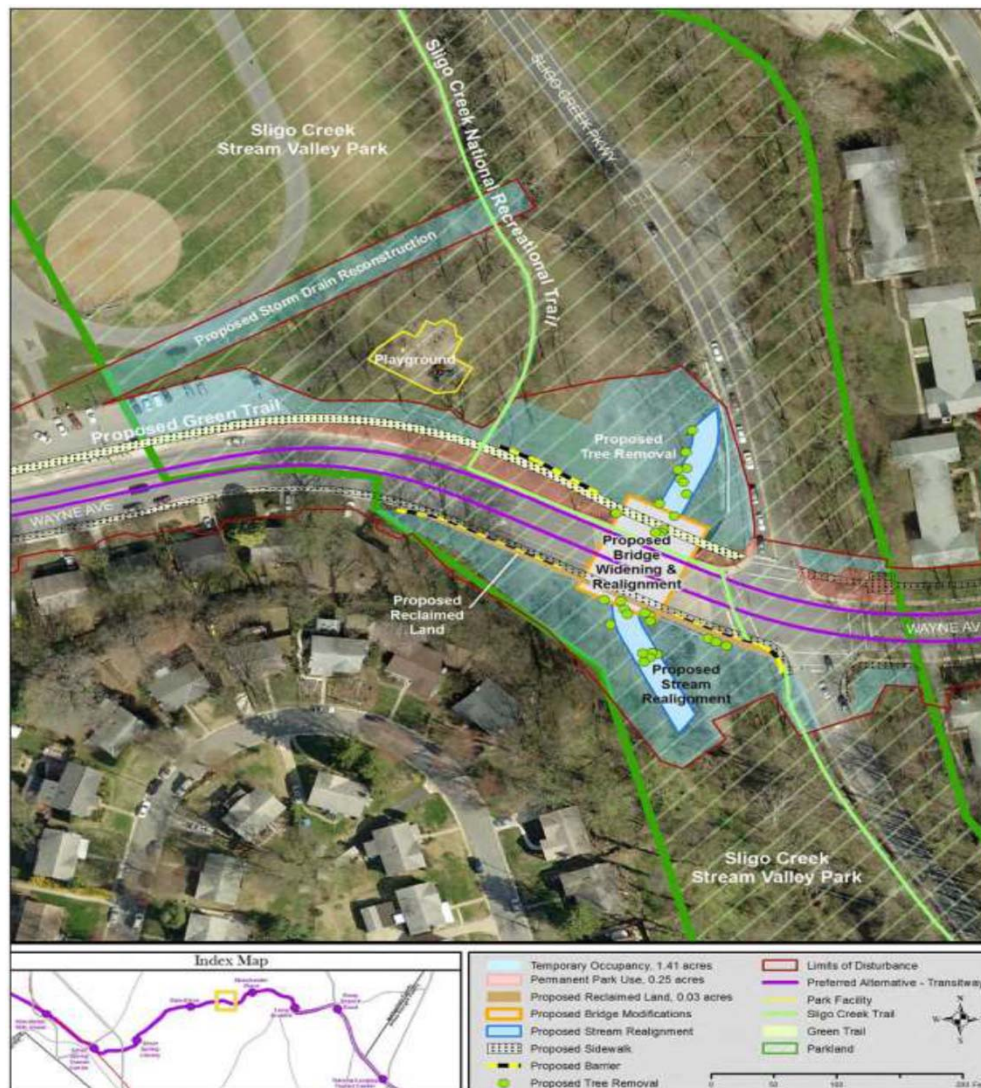 Sligo Creek
Stream Valley Park
Sligo Creek National Recreational Trail
SLIGO CREEK PKWY
Proposed Storm Drain Reconstruction
Playground
Proposed Green Trail
Proposed
Tree Removal
WAYNE AVE
Proposed
Bridge
Widening &
Realignment
Proposed
Reclaimed
Land
WAYNE AVE
Proposed
Stream
Realignment
Sligo Creek
Stream Valley Park
Index Map
Temporary Occupancy, 1.41 acres
Permanent Park Use, 0.25 acres
Proposed Reclaimed Land, 0.03 acres
Proposed Bridge Modifications
Proposed Stream Realignment
Proposed Sidewalk
Proposed Barrier
Proposed Tree Removal
Limits of Disturbance
Preferred Alternative - Transitway
Park Facility
Sligo Creek Trail
Green Trail
Parkland
N
W
0 50 100